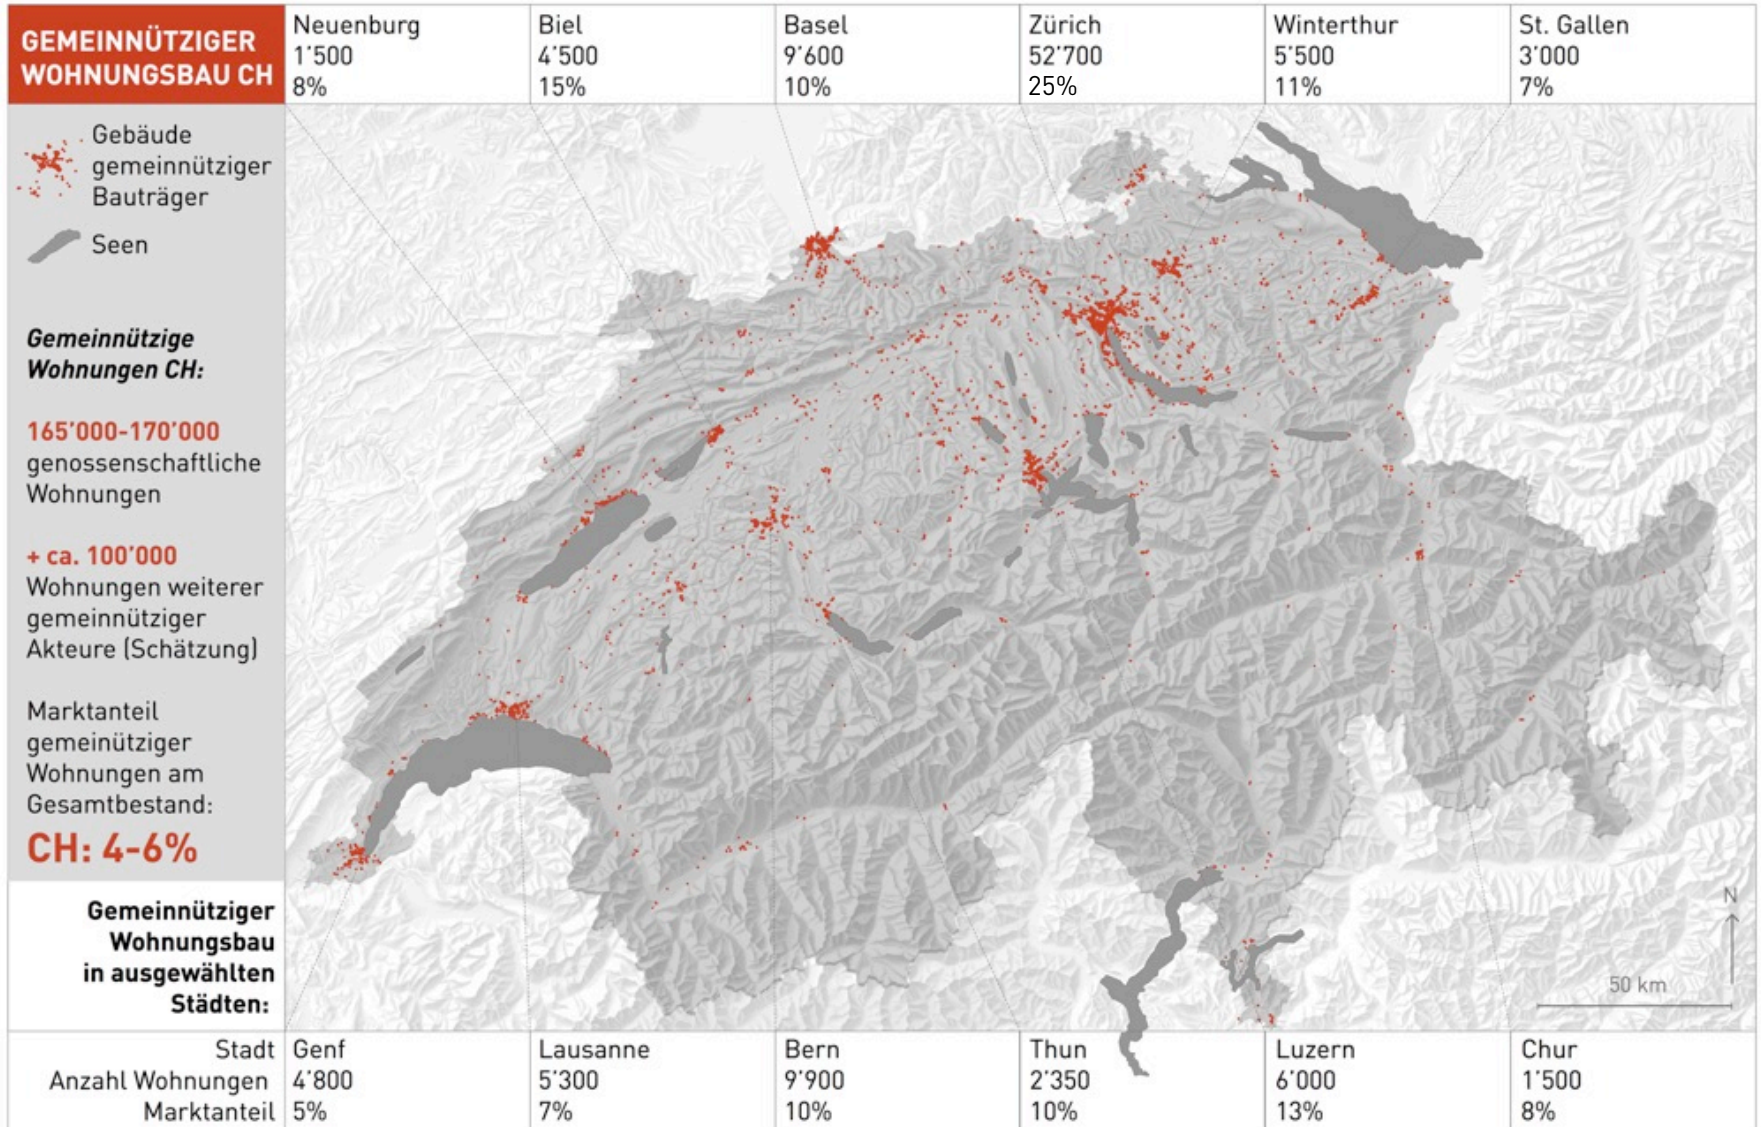 GEMEINNÜTZIGER
WOHNUNGSBAU CH
Neuenburg
1'500
8%
Biel
4'500
15%
Basel
9'600
10%
Zürich
52'700
25%
Winterthur
5'500
11%
St. Gallen
3'000
7%
Gebäude
gemeinnütziger
Bauträger
Seen
Gemeinnützige
Wohnungen CH:
165'000-170'000
genossenschaftliche
Wohnungen
+ ca. 100'000
Wohnungen weiterer
gemeinnütziger
Akteure (Schätzung)
Marktanteil
gemeinütziger
Wohnungen am
Gesamtbestand:
CH: 4-6%
Gemeinnütziger
Wohnungsbau
in ausgewählten
Städten:
N
50 km
Stadt
Anzahl Wohnungen
Marktanteil
Genf
4'800
5%
Lausanne
5'300
7%
Bern
9'900
10%
Thun
2'350
10%
Luzern
6'000
13%
Chur
1'500
8%